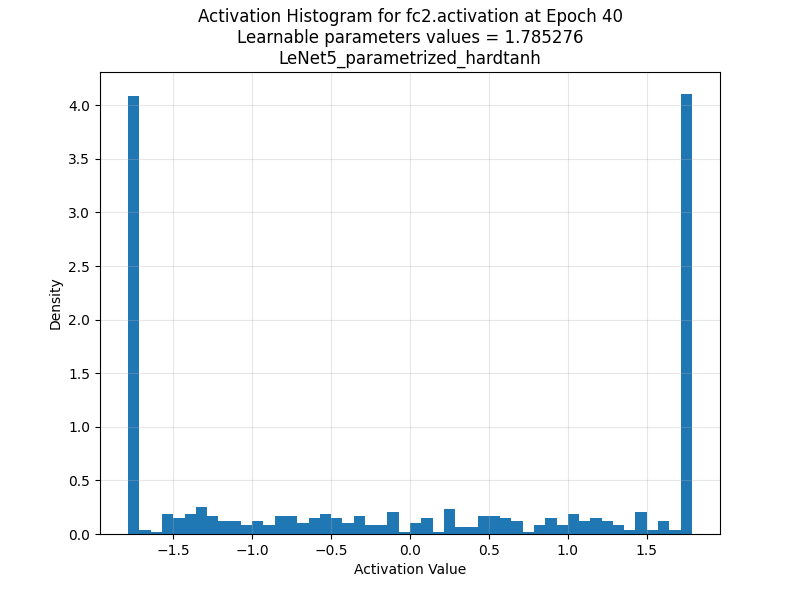 Activation Histogram for fc2.activation at Epoch 40
Learnable parameters values = 1.785276
LeNet5_parametrized_hardtanh
4.0
3.5
3.0
2.5
2.0
1.5
1.0
0.5
0.0
Density
−1.5 −1.0 −0.5 0.0 0.5 1.0 1.5
Activation Value